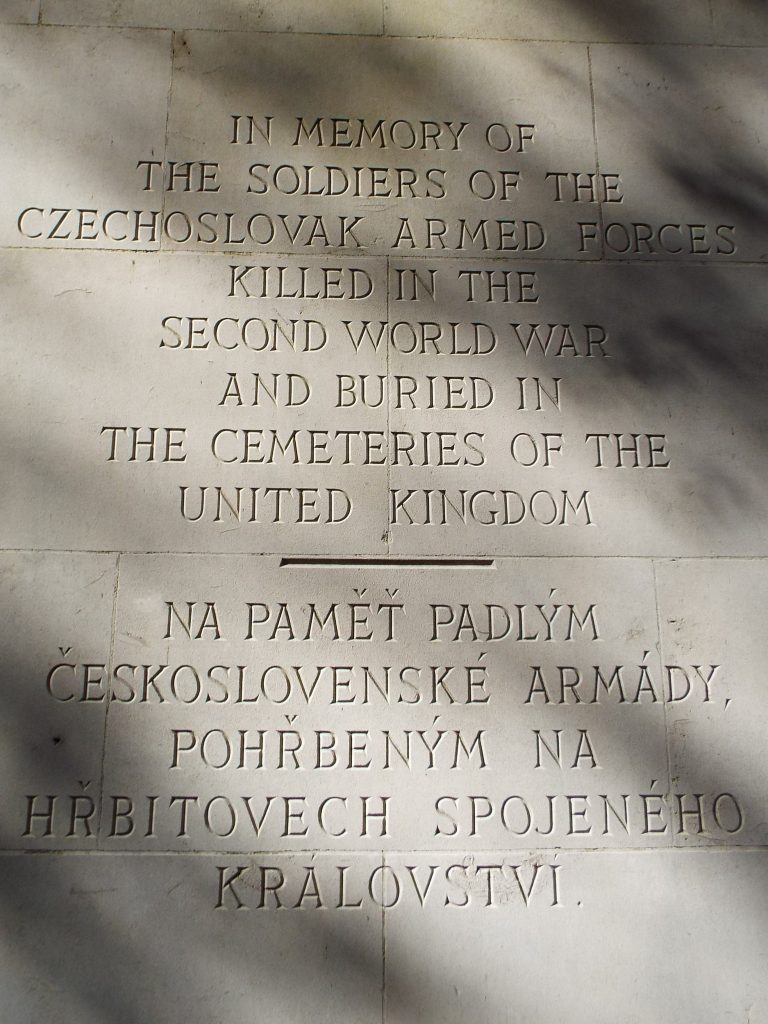 IN MEMORY OF
THE SOLDIERS OF THE
CZECHOSLOVAK ARMED FORCES
KILLED IN THE
SECOND WORLD WAR
AND BURIED IN
THE CEMETERIES OF THE
UNITED KINGDOM
NA PAMĚŤ PADLÝM
ČESKOSLOVENSKÉ ARMÁDY,
POHŘBENÝM NA
HŘBITOVECH SPOJENÉHO
KRÁLOVSTVÍ.